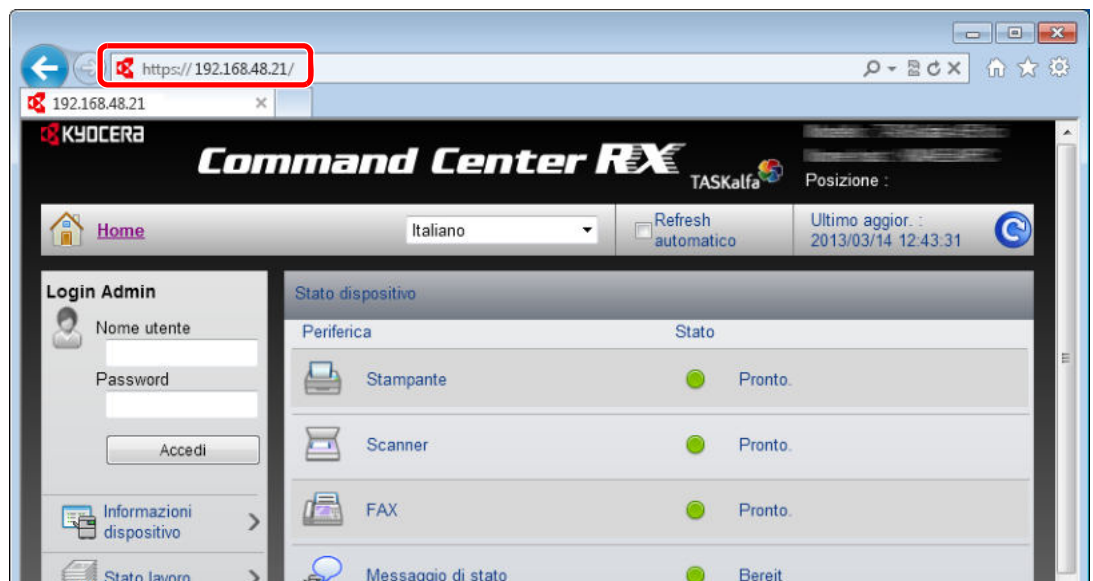 https://192.168.48.21/
192.168.48.21
KYOCERA
Command Center RX
TASKalfa
Posizione :
Home
Italiano
Refresh
automatico
Ultimo aggior. :
2013/03/14 12:43:31
Login Admin
Nome utente
Password
Accedi
Informazioni
dispositivo
Stato lavoro
Stato dispositivo
Periferica Stato
Stampante Pronto.
Scanner Pronto.
FAX Pronto.
Messaggio di stato Bereit